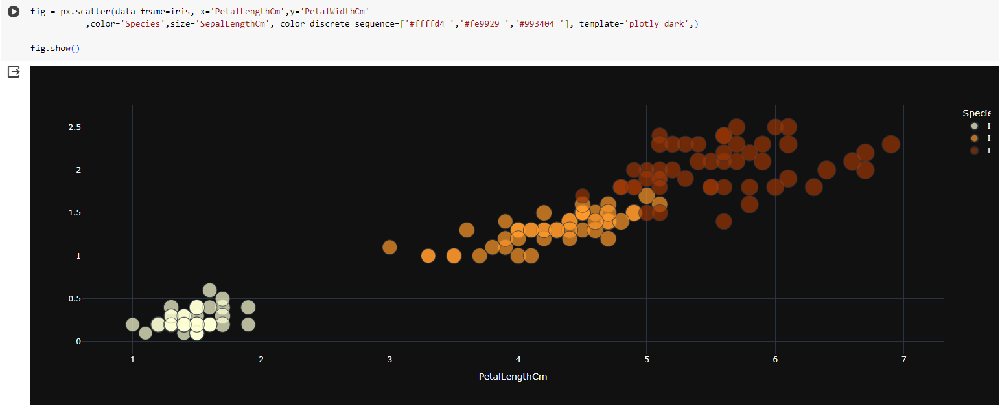 fig = px.scatter(data_frame=iris, x='PetalLengthCm',y='PetalWidthCm'
,color='Species',size='SepalLengthCm', color_discrete_sequence=['#ffffd4 ','#fe9929 ','#993404 '], template='plotly_dark',)
fig.show()
Specie
I
I
I
2.5
2
1.5
1
0.5
0
1 2 3 4 5 6 7
PetalLengthCm